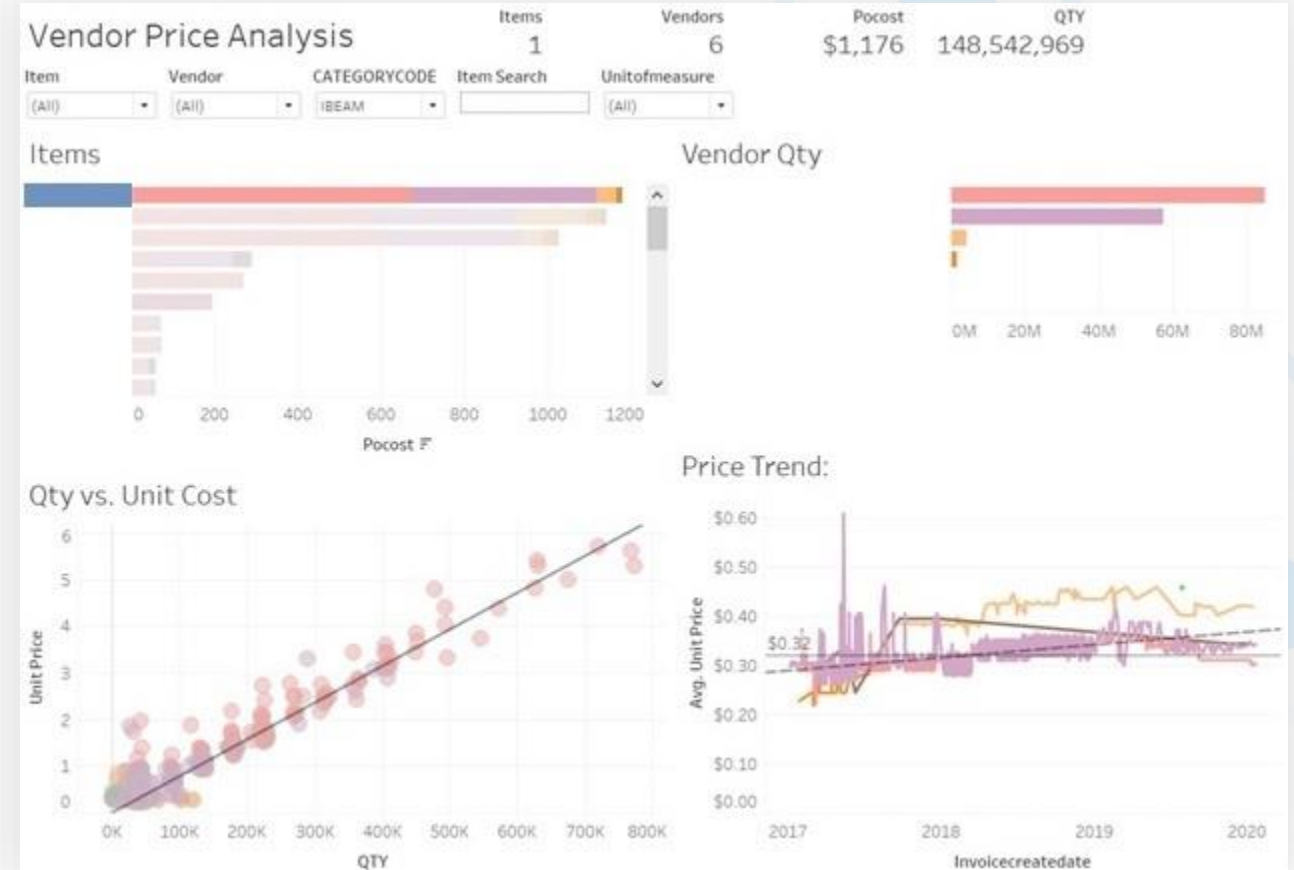 Vendor Price Analysis
Items
1
Vendors
6
Pocost
$1,176
QTY
148,542,969
Item
(All)
Vendor
(All)
CATEGORYCODE
IBEAM
Item Search
Unitofmeasure
(All)
Items
0 200 400 600 800 1000 1200
Pocost
Vendor Qty
0M 20M 40M 60M 80M
Qty vs. Unit Cost
Unit Price
6
5
4
3
2
1
0
0K 100K 200K 300K 400K 500K 600K 700K 800K
QTY
Price Trend:
Avg. Unit Price
$0.60
$0.50
$0.40
$0.32
$0.30
$0.20
$0.10
$0.00
2017 2018 2019 2020
Invoicecreatedate